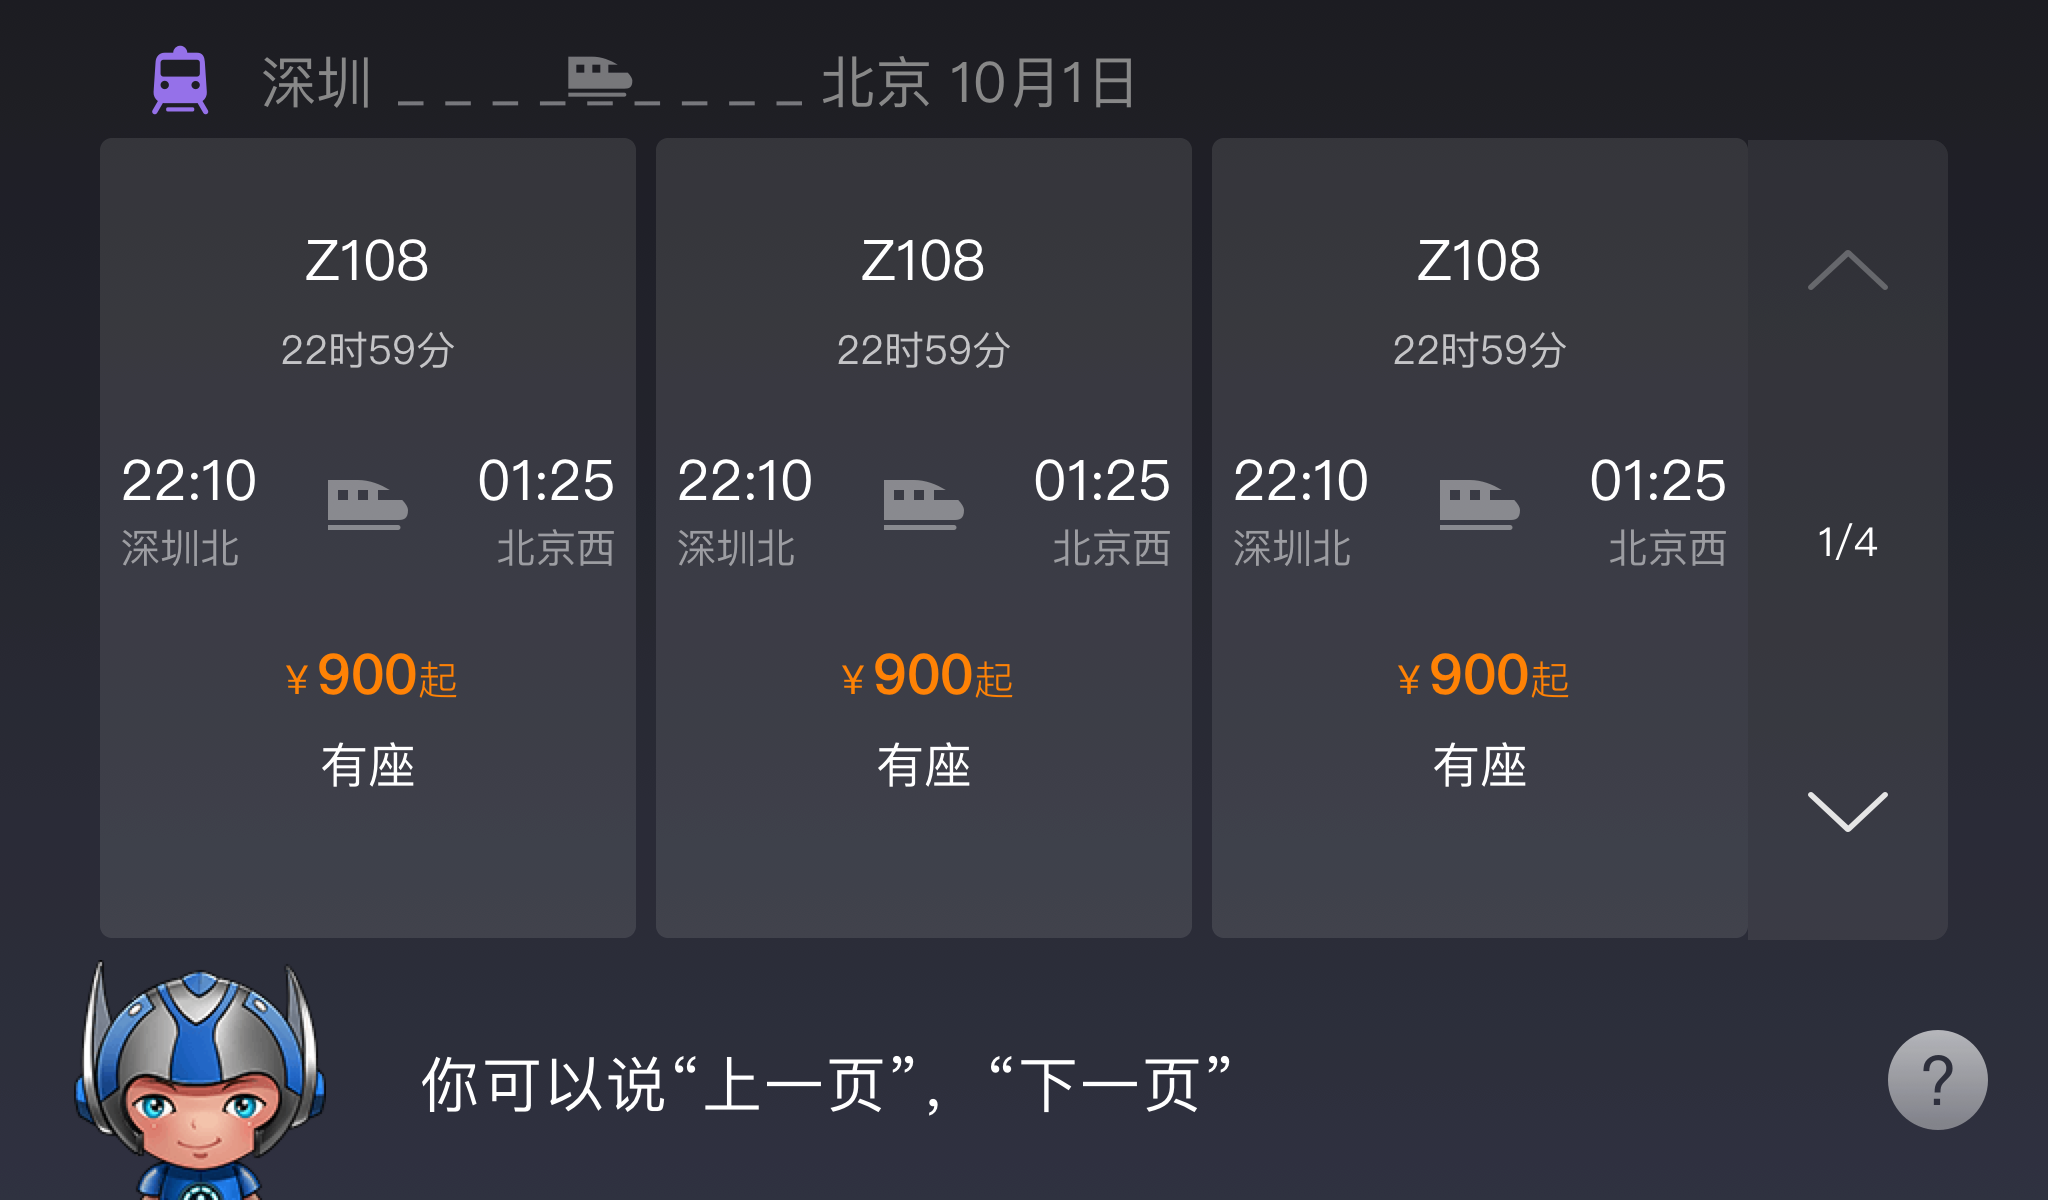 深圳 北京 10月1日
Z108
22时59分
22:10 01:25
深圳北 北京西
¥900起
有座
Z108
22时59分
22:10 01:25
深圳北 北京西
¥900起
有座
Z108
22时59分
22:10 01:25
深圳北 北京西
¥900起
有座
1/4
你可以说“上一页”，“下一页”
?